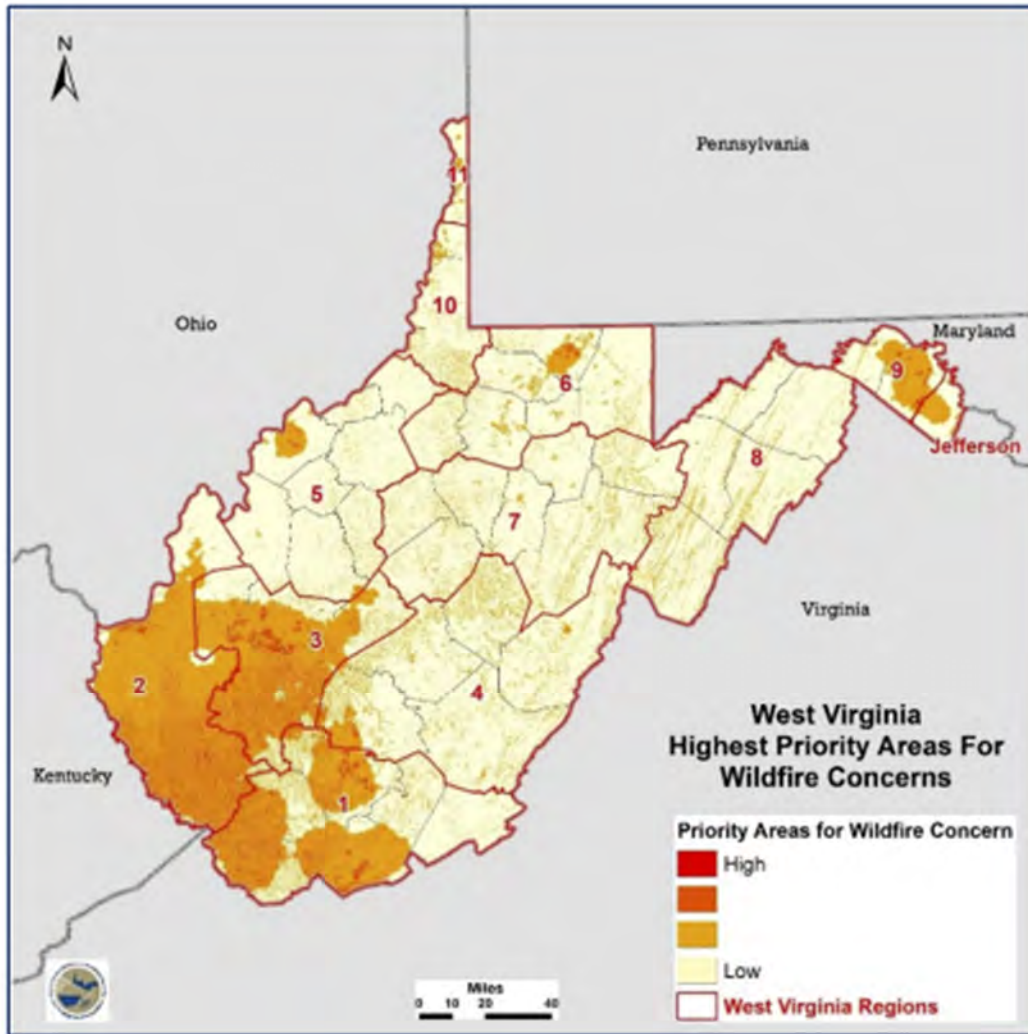 N
Pennsylvania
11
Ohio
10
Maryland
6
9
Jefferson
8
5
7
Virginia
3
2
4
West Virginia
Highest Priority Areas For
Wildfire Concerns
Kentucky
1
Priority Areas for Wildfire Concern
High
Low
West Virginia Regions
Miles
0 10 20 40